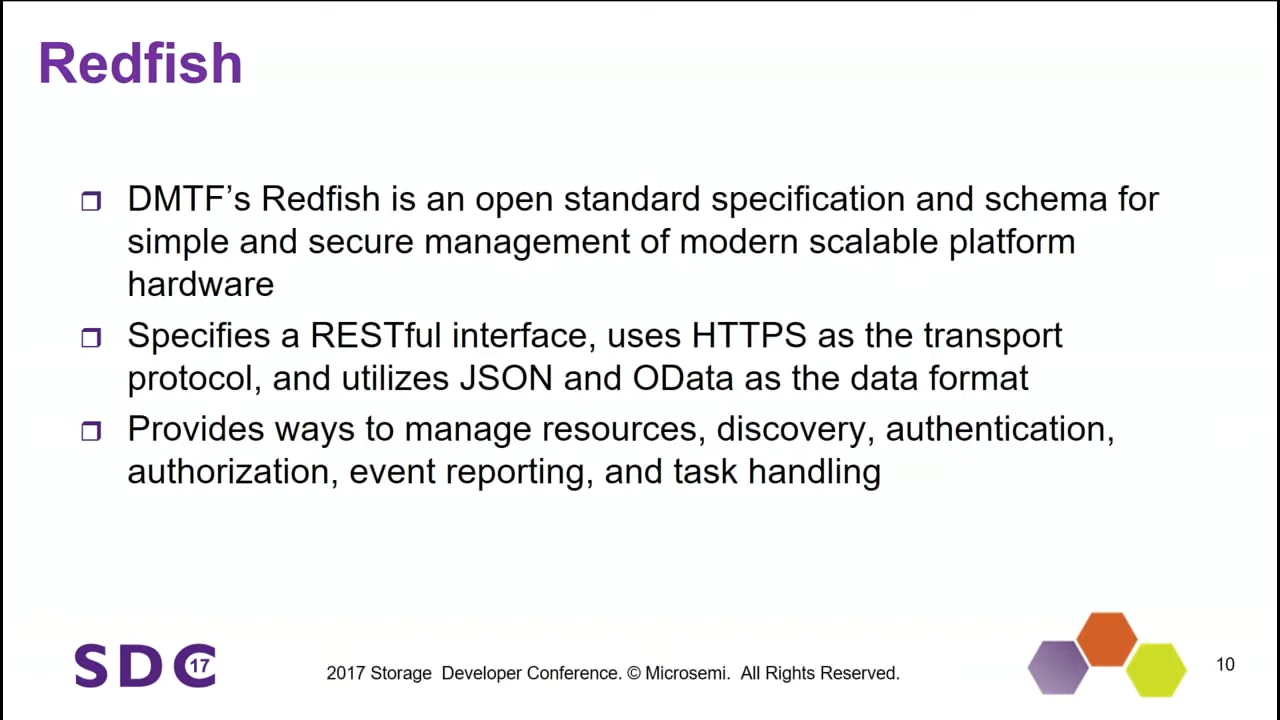 Redfish
DMTF’s Redfish is an open standard specification and schema for
simple and secure management of modern scalable platform
hardware
Specifies a RESTful interface, uses HTTPS as the transport
protocol, and utilizes JSON and OData as the data format
Provides ways to manage resources, discovery, authentication,
authorization, event reporting, and task handling
SDC 17
2017 Storage Developer Conference. © Microsemi. All Rights Reserved.
10